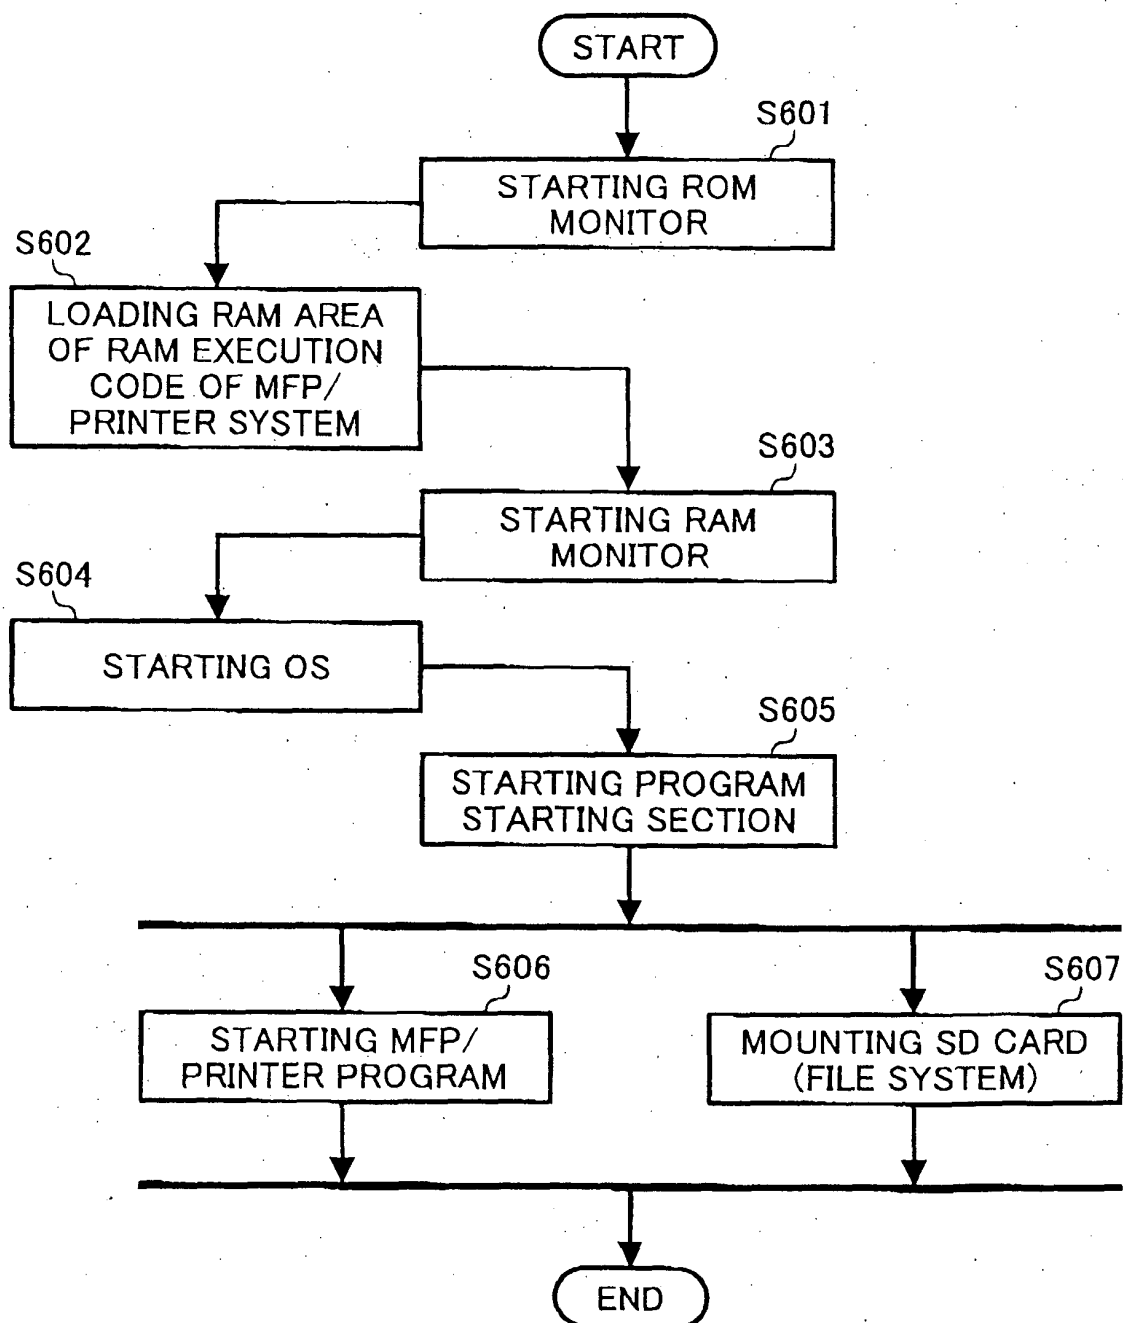 START
S601
STARTING ROM
MONITOR
S602
LOADING RAM AREA
OF RAM EXECUTION
CODE OF MFP/
PRINTER SYSTEM
S603
STARTING RAM
MONITOR
S604
STARTING OS
S605
STARTING PROGRAM
STARTING SECTION
S606
STARTING MFP/
PRINTER PROGRAM
S607
MOUNTING SD CARD
(FILE SYSTEM)
END